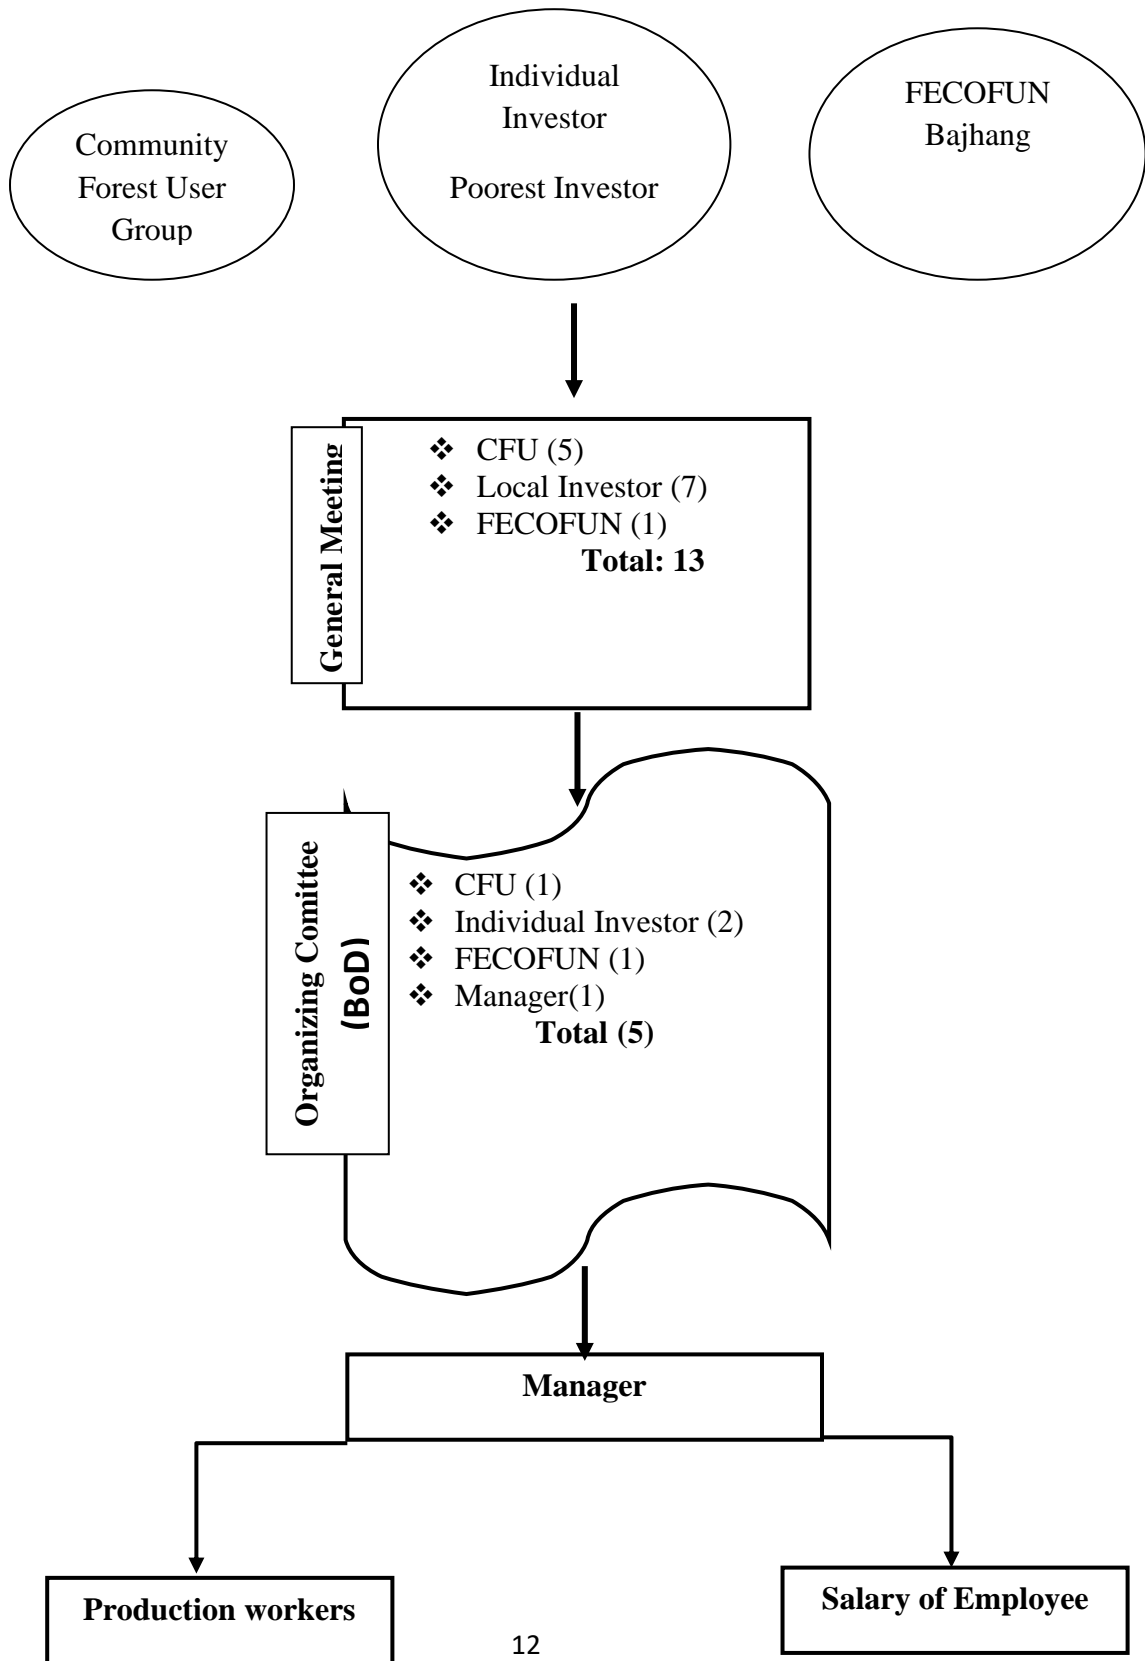 Community
Forest User
Group
Individual
Investor
Poorest Investor
FECOFUN
Bajhang
General Meeting
❖ CFU (5)
❖ Local Investor (7)
❖ FECOFUN (1)
Total: 13
Organizing Comittee
(BoD)
❖ CFU (1)
❖ Individual Investor (2)
❖ FECOFUN (1)
❖ Manager(1)
Total (5)
Manager
Production workers
Salary of Employee
12